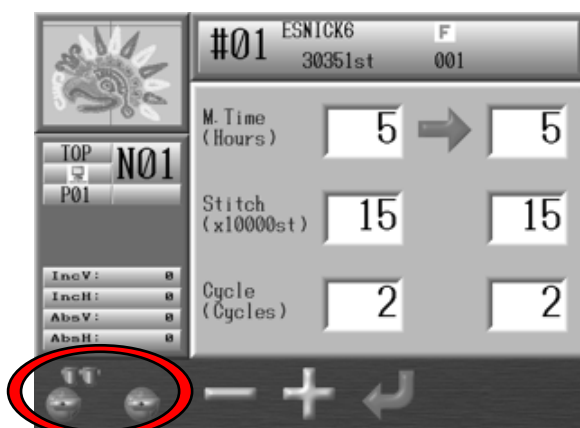 #01 ESNICK6 F
30351st 001
TOP N01
P01
M.Time
(Hours) 5 5
Stitch
(x10000st) 15 15
Cycle
(Cycles) 2 2
IncV: 0
IncH: 0
AbsV: 0
AbsH: 0